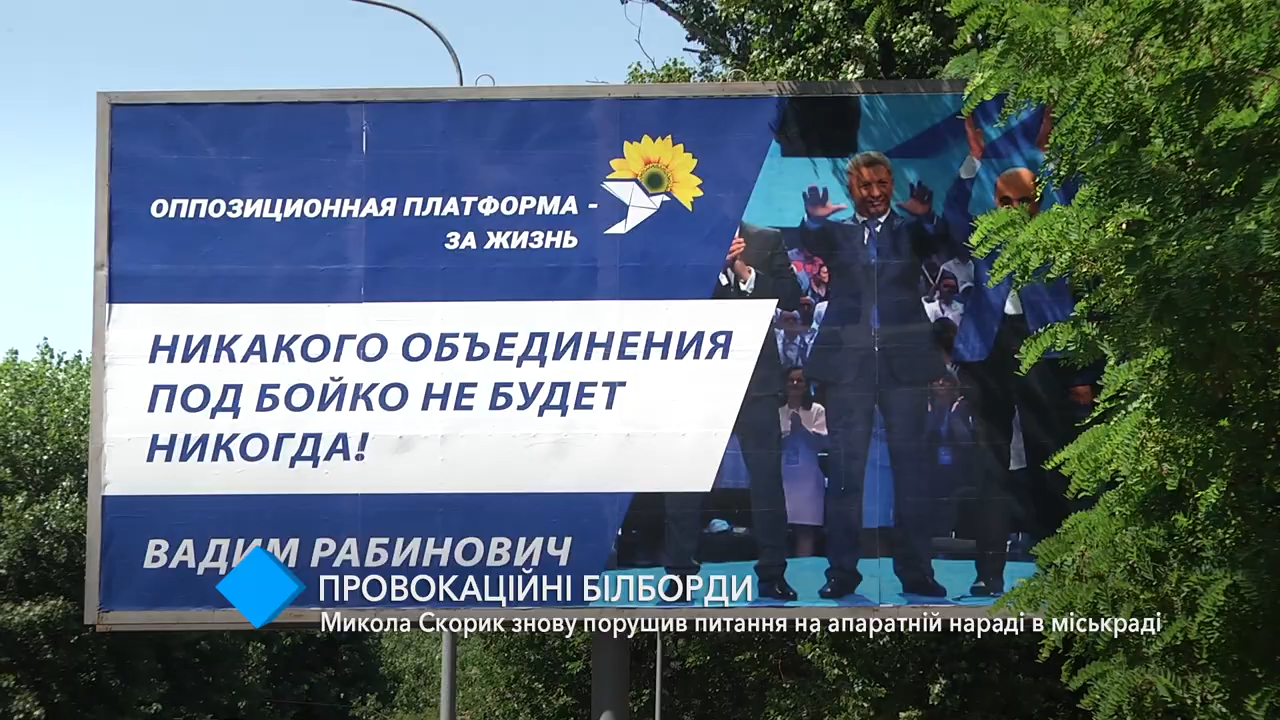 ОППОЗИЦИОННАЯ ПЛАТФОРМА -
ЗА ЖИЗНЬ
НИКАКОГО ОБЪЕДИНЕНИЯ
ПОД БОЙКО НЕ БУДЕТ
НИКОГДА!
ВАДИМ РАБИНОВИЧ
ПРОВОКАЦІЙНІ БІЛБОРДИ
Микола Скорик знову порушив питання на апаратній нараді в міськраді